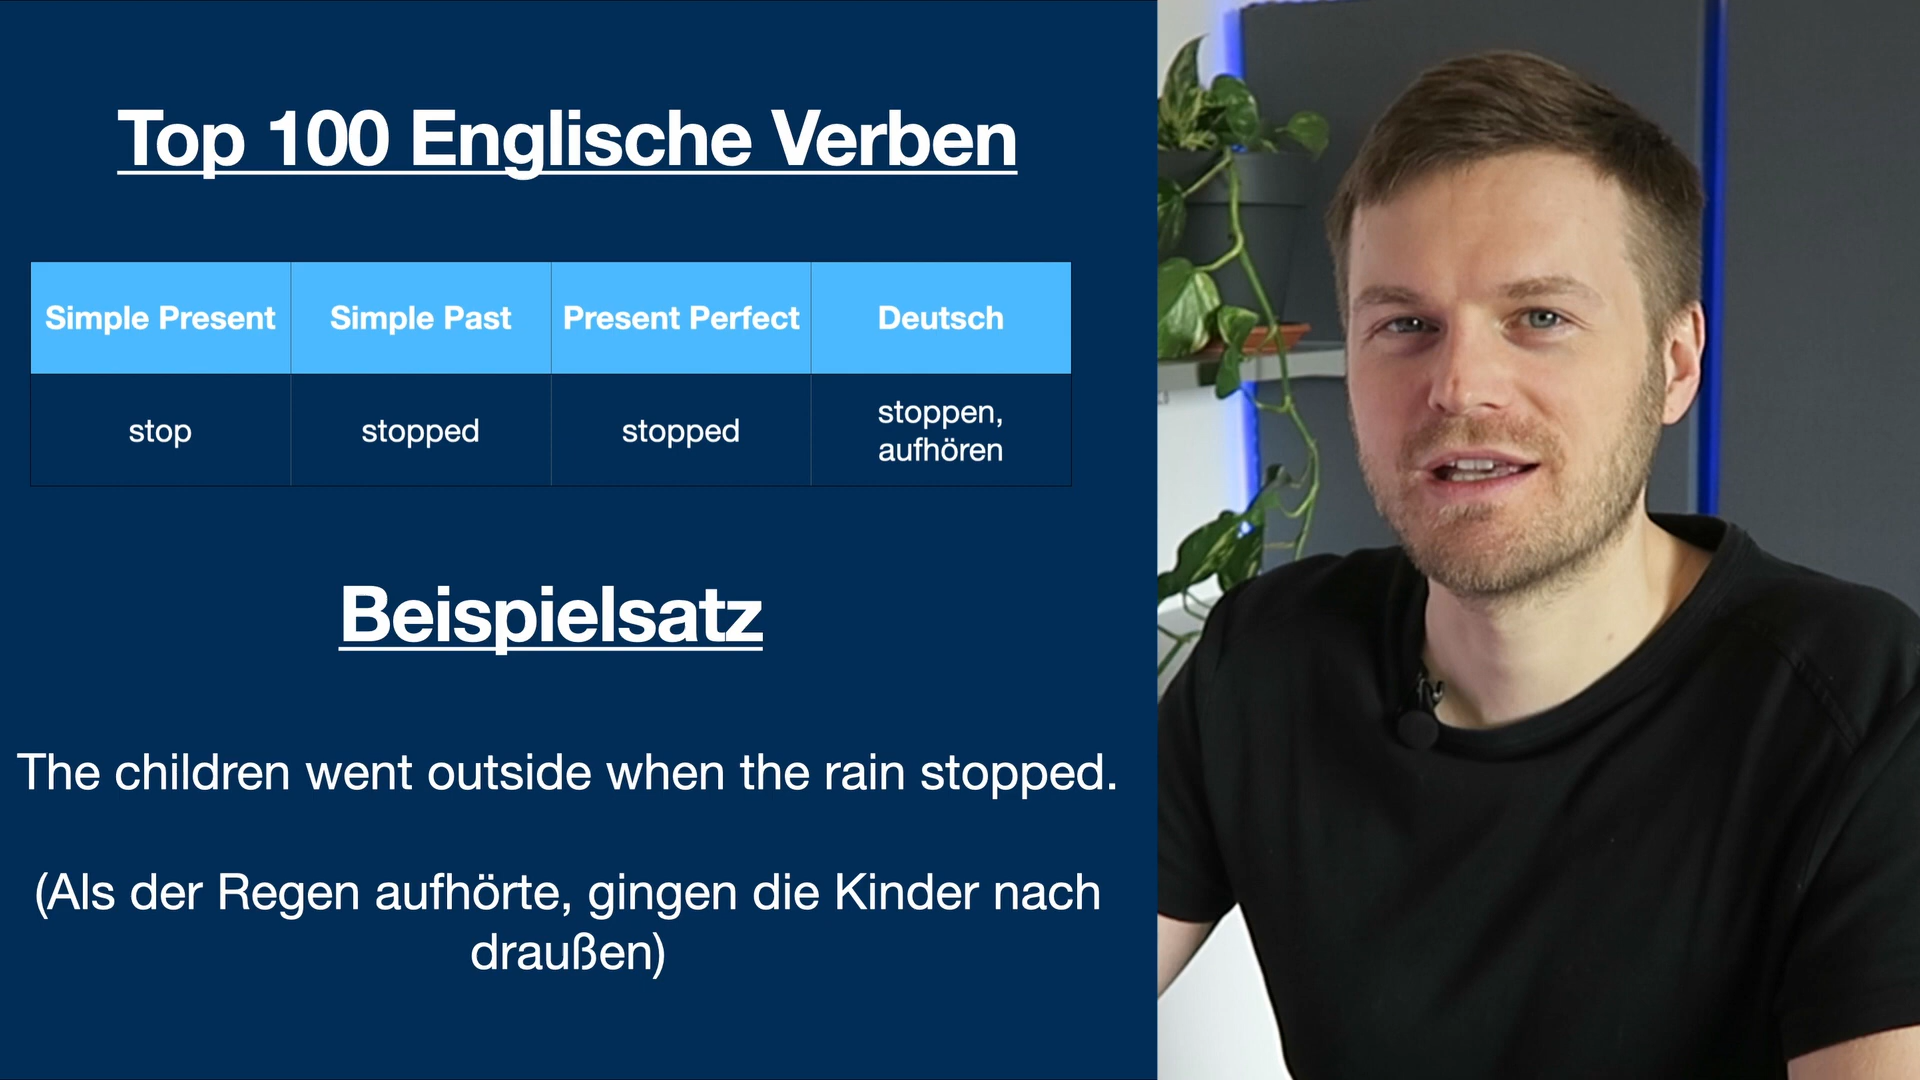 Top 100 Englische Verben
Simple Present Simple Past Present Perfect Deutsch
stop stopped stopped stoppen,
aufhören
Beispielsatz
The children went outside when the rain stopped.
(Als der Regen aufhörte, gingen die Kinder nach
draußen)